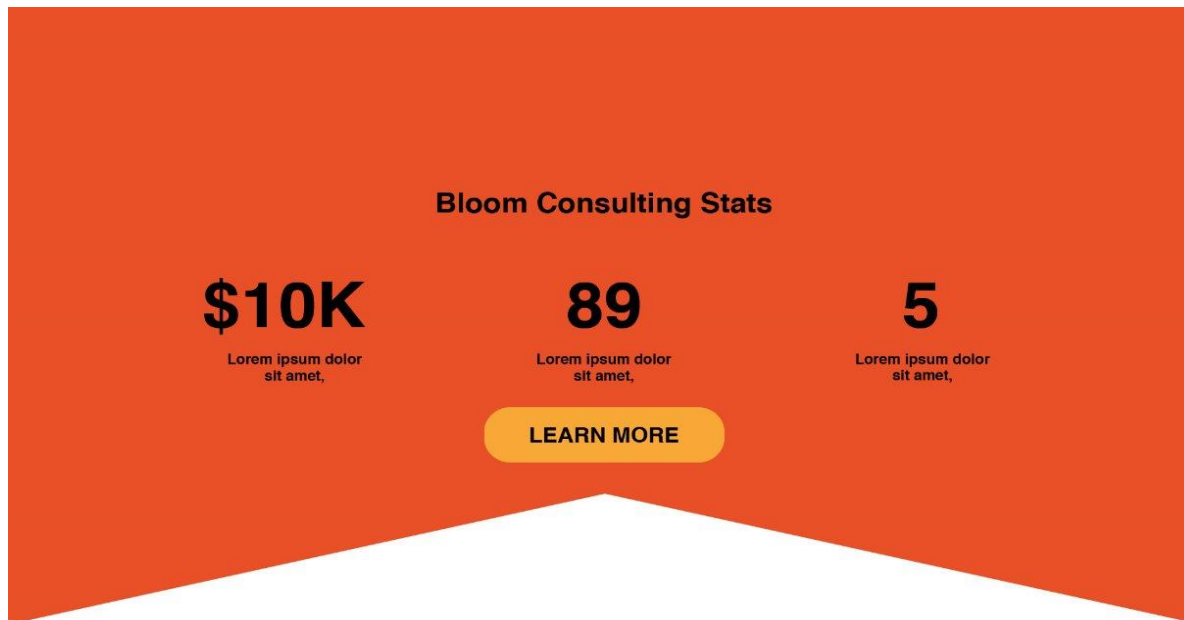 Bloom Consulting Stats
$10K
89
5
Lorem ipsum dolor
sit amet,
Lorem ipsum dolor
sit amet,
Lorem ipsum dolor
sit amet,
LEARN MORE